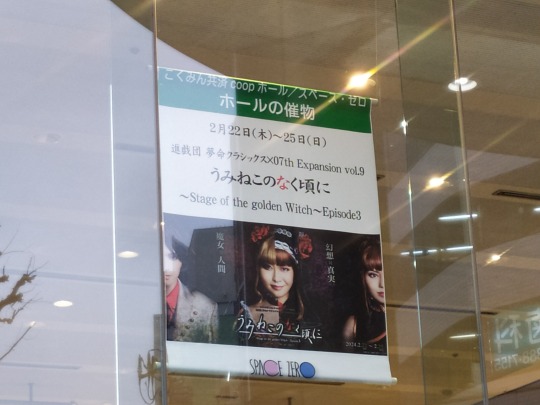 こくみん共済 coop ホール／スペース・ゼロ
ホールの催物
2月22日(木)～25日(日)
遊戯団 夢命クラシックス×07th Expansion vol.9
うみねこのなく頃に
～Stage of the golden Witch～Episode3
魔女 人間
幻想 真実
うみねこのなく頃に
SPACE ZERO